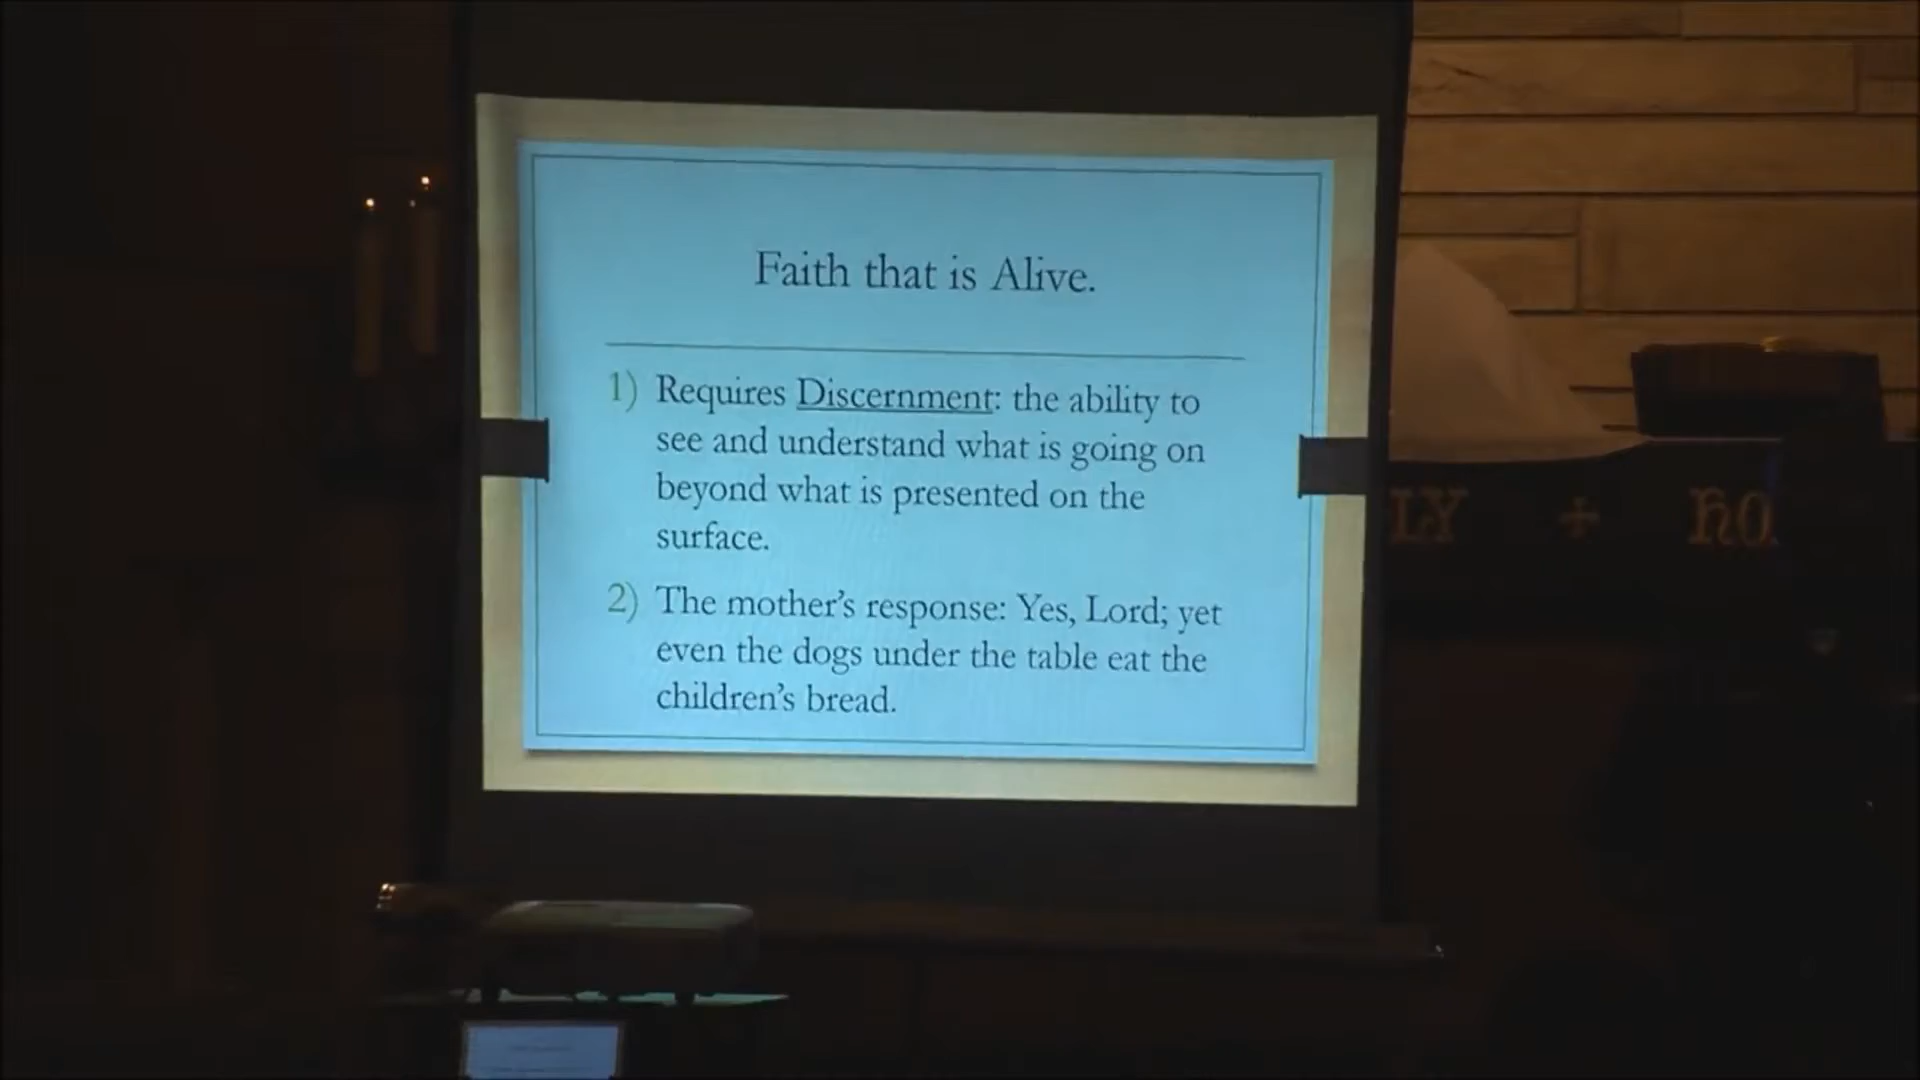 Faith that is Alive.
1) Requires Discernment: the ability to
see and understand what is going on
beyond what is presented on the
surface.
2) The mother's response: Yes, Lord; yet
even the dogs under the table eat the
children's bread.
LY + HO